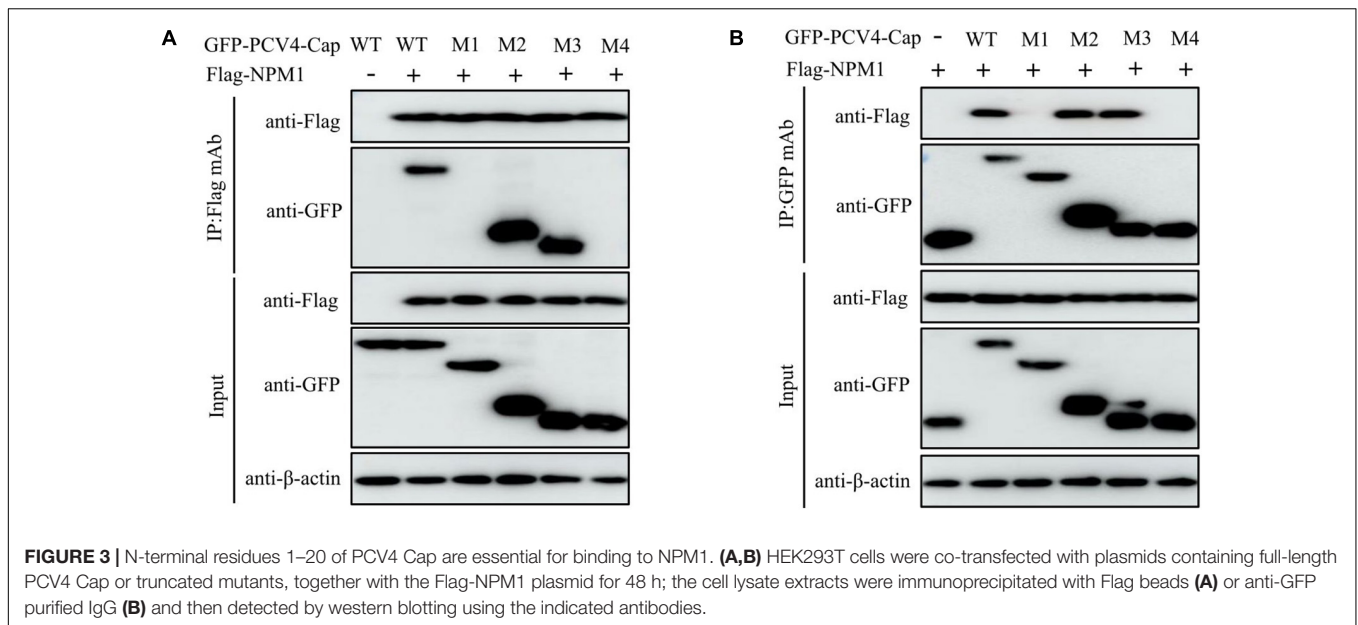 A
GFP-PCV4-Cap WT WT M1 M2 M3 M4
Flag-NPM1 - + + + + +
IP:Flag mAb
anti-Flag
anti-GFP
Input
anti-Flag
anti-GFP
anti-β-actin
B
GFP-PCV4-Cap - WT M1 M2 M3 M4
Flag-NPM1 + + + + + +
IP:GFP mAb
anti-Flag
anti-GFP
Input
anti-Flag
anti-GFP
anti-β-actin
FIGURE 3 | N-terminal residues 1–20 of PCV4 Cap are essential for binding to NPM1. (A,B) HEK293T cells were co-transfected with plasmids containing full-length
PCV4 Cap or truncated mutants, together with the Flag-NPM1 plasmid for 48 h; the cell lysate extracts were immunoprecipitated with Flag beads (A) or anti-GFP
purified IgG (B) and then detected by western blotting using the indicated antibodies.